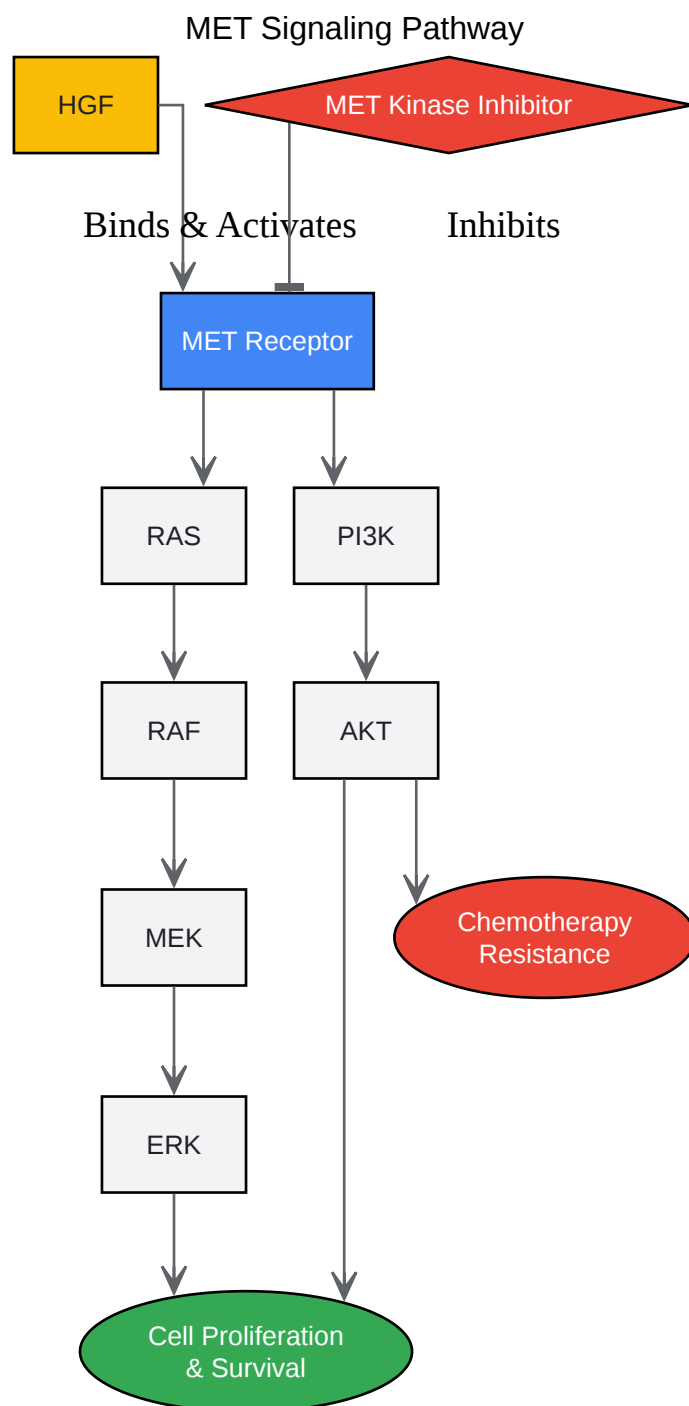 MET Signaling Pathway
HGF
MET Kinase Inhibitor
Binds & Activates
Inhibits
MET Receptor
RAS
PI3K
RAF
AKT
MEK
Chemotherapy
Resistance
ERK
Cell Proliferation
& Survival